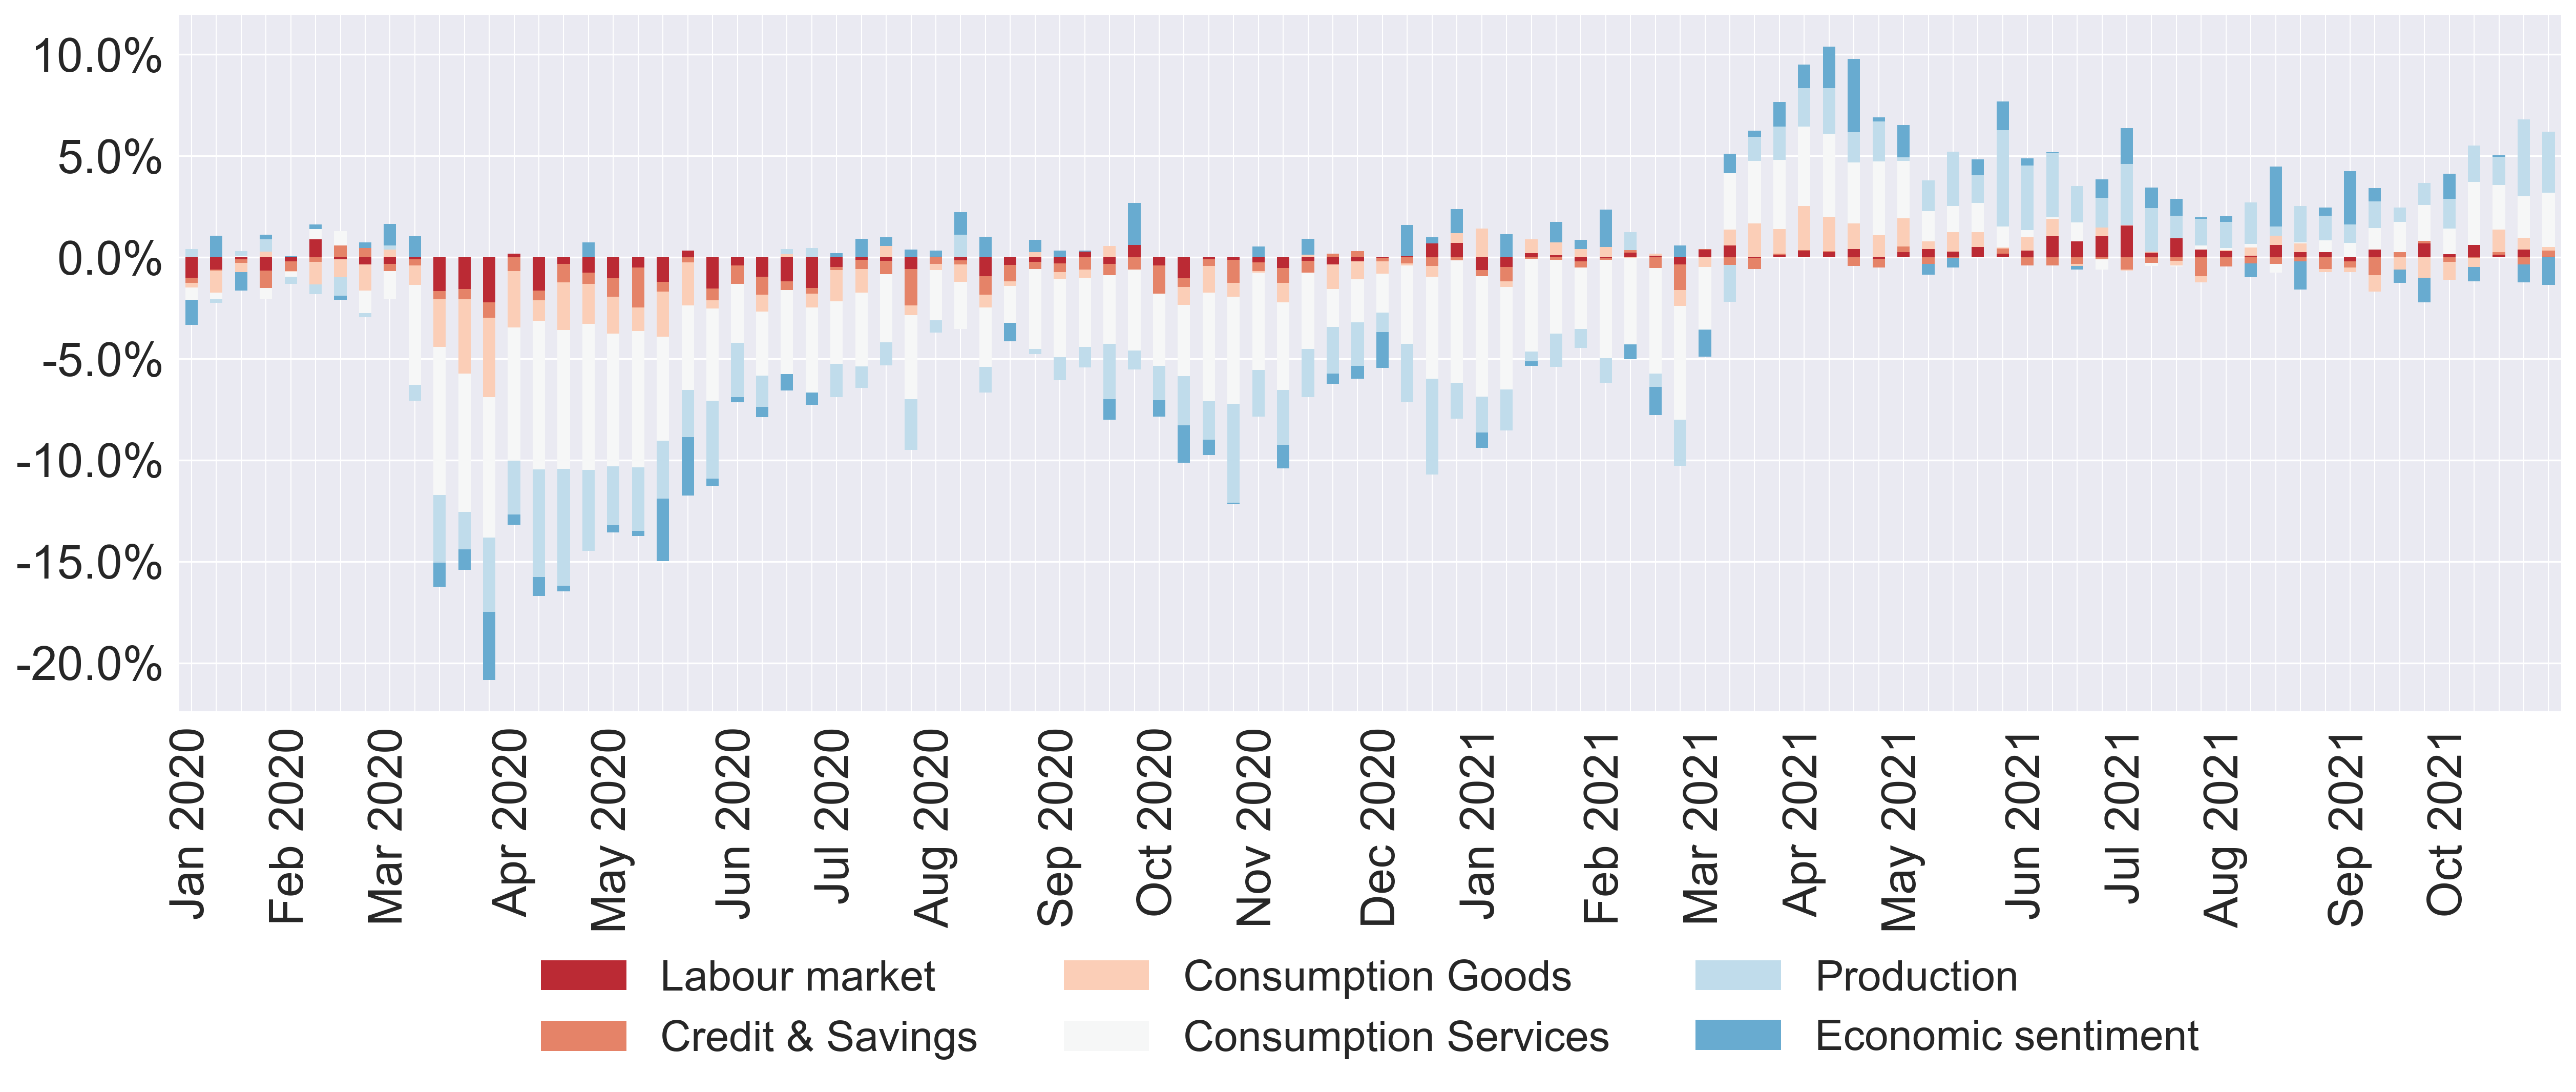 10.0%
5.0%
0.0%
-5.0%
-10.0%
-15.0%
-20.0%
Jan 2020
Feb 2020
Mar 2020
Apr 2020
May 2020
Jun 2020
Jul 2020
Aug 2020
Sep 2020
Oct 2020
Nov 2020
Dec 2020
Jan 2021
Feb 2021
Mar 2021
Apr 2021
May 2021
Jun 2021
Jul 2021
Aug 2021
Sep 2021
Oct 2021
Labour market
Credit & Savings
Consumption Goods
Consumption Services
Production
Economic sentiment